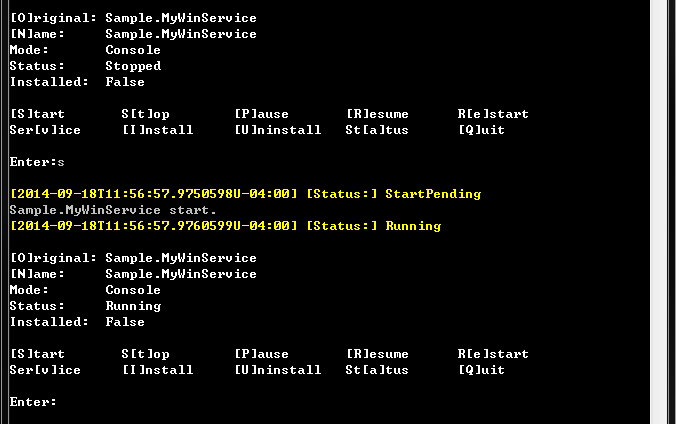 [O]riginal: Sample.MyWinService
[N]ame:     Sample.MyWinService
Mode:       Console
Status:     Stopped
Installed:  False
[S]tart       S[t]op        [P]ause       [R]esume      R[e]start
Ser[v]ice     [I]nstall     [U]ninstall   St[a]tus      [Q]uit
Enter:s
[2014-09-18T11:56:57.9750598U-04:00] [Status:] StartPending
Sample.MyWinService start.
[2014-09-18T11:56:57.9760599U-04:00] [Status:] Running
[O]riginal: Sample.MyWinService
[N]ame:     Sample.MyWinService
Mode:       Console
Status:     Running
Installed:  False
[S]tart       S[t]op        [P]ause       [R]esume      R[e]start
Ser[v]ice     [I]nstall     [U]ninstall   St[a]tus      [Q]uit
Enter: